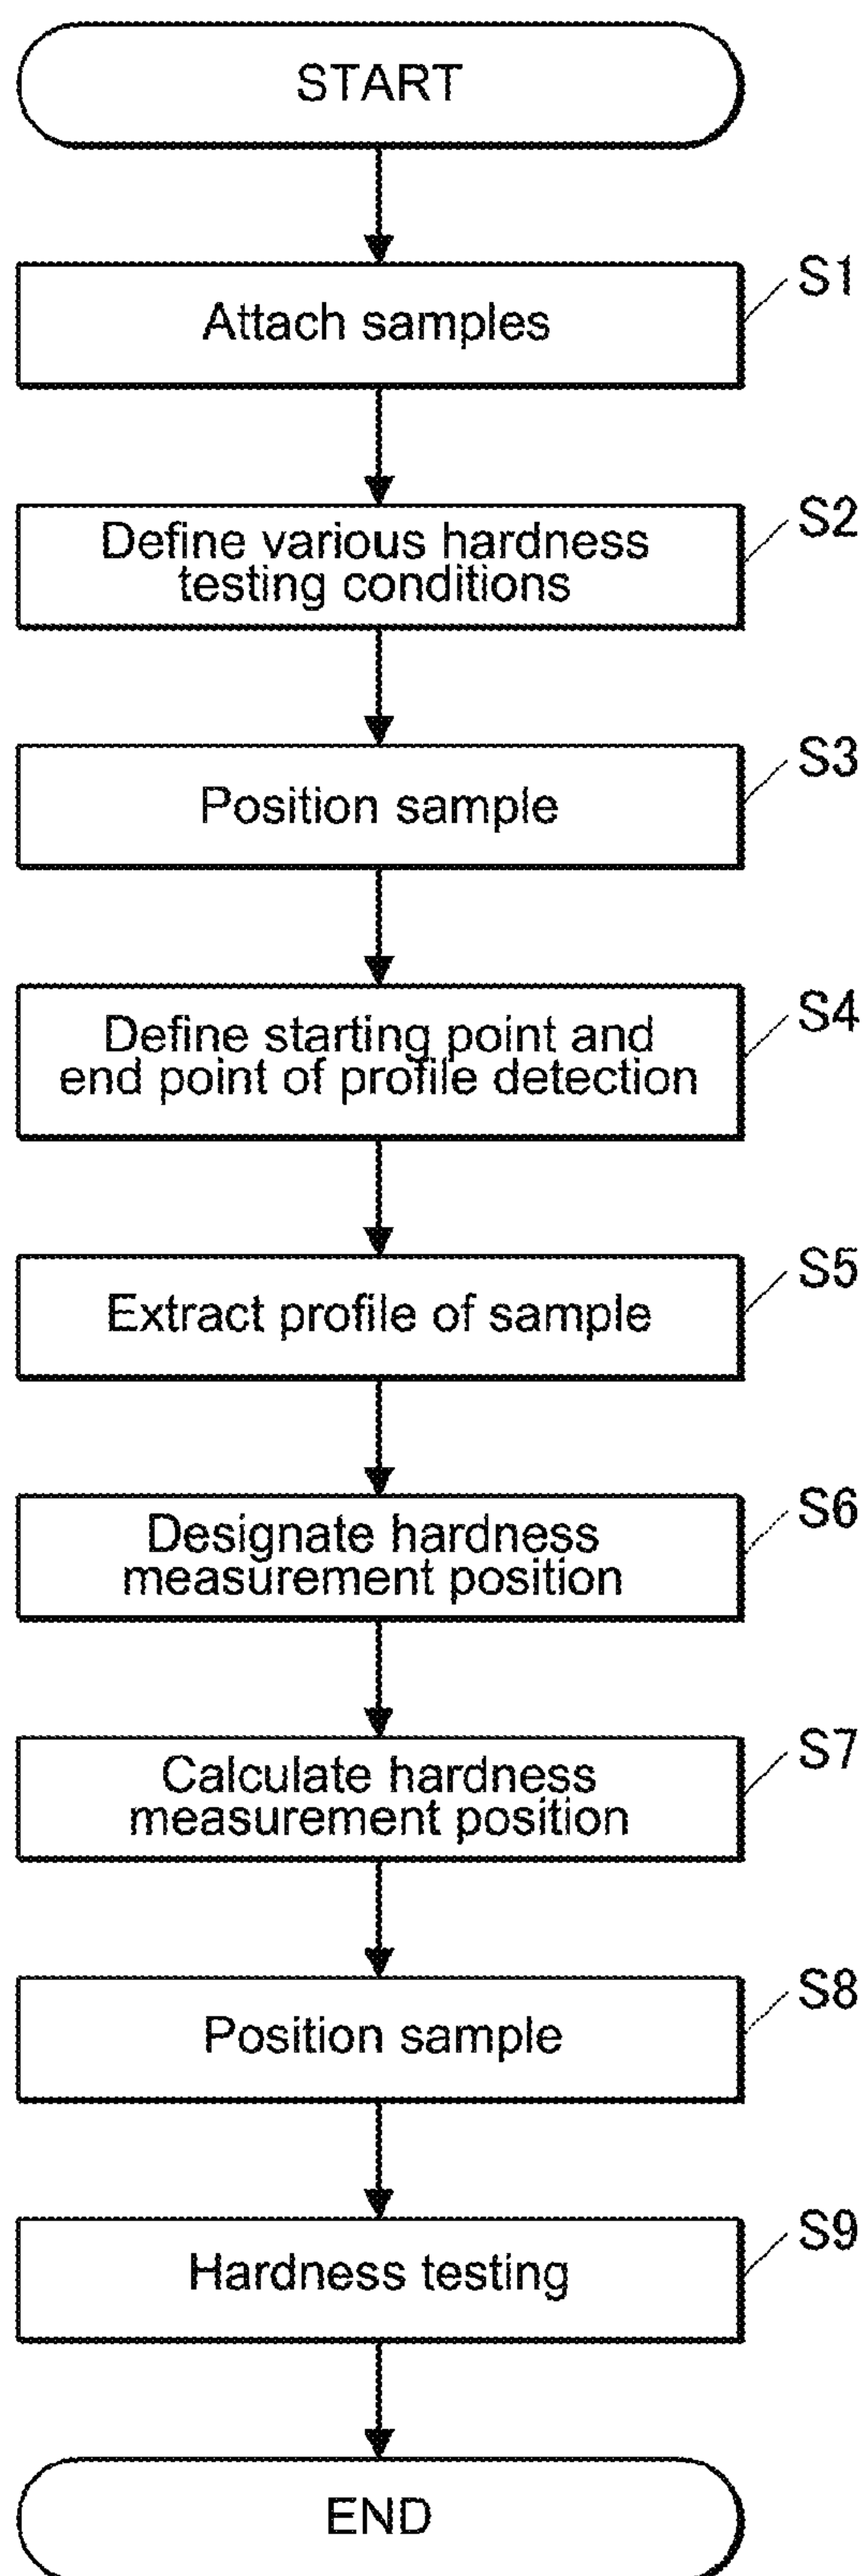 START
S1
Attach samples
S2
Define various hardness
testing conditions
S3
Position sample
S4
Define starting point and
end point of profile detection
S5
Extract profile of sample
S6
Designate hardness
measurement position
S7
Calculate hardness
measurement position
S8
Position sample
S9
Hardness testing
END